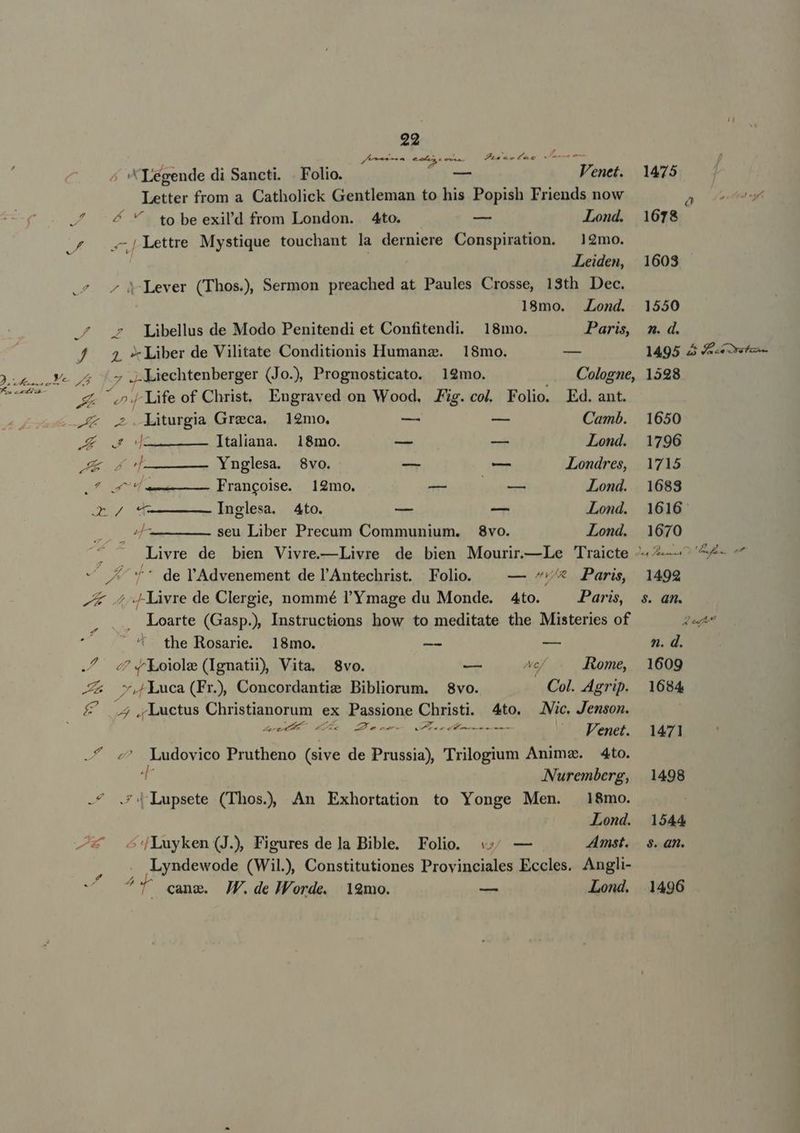 22
Legende di Sancti. Folio. — Venet. 1475
Letter from a Catholick Gentleman to his Popish Friends now
to be exil'd from London. 4to. — Lond. 1678
Lettre Mystique touchant la derniere Conspiration. 12mo.
Leiden, 1603
Lever (Thos.), Sermon preached at Paules Crosse, 13th Dec.
18mo. Lond. 1550
Libellus de Modo Penitendi et Confitendi. 18mo. Paris, n. d.
Liber de Vilitate Conditionis Humanæ. 18mo. — 1495
Liechtenberger (Jo.), Prognosticato. 12mo. Cologne, 1528
Life of Christ. Engraved on Wood, Fig. col. Folio. Ed. ant.
Liturgia Græca. 12mo, — — Camb. 1650
——— Italiana. 18mo. — — Lond. 1796
——— Ynglesa. 8vo. — — Londres, 1715
——— Françoise. 12mo, — — Lond. 1683
——— Inglesa. 4to. — — Lond. 1616
——— seu Liber Precum Communium. 8vo. Lond. 1670
Livre de bien Vivre—Livre de bien Mourir.—Le Traicte
de l'Advenement de l'Antechrist. Folio. — Paris, 1492
Livre de Clergie, nommé l'Ymage du Monde. 4to. Paris, s. an.
Loarte (Gasp.), Instructions how to meditate the Misteries of
the Rosarie. 18mo. — — n. d.
Loiolæ (Ignatii), Vita. 8vo. — Rome, 1609
Luca (Fr.), Concordantiæ Bibliorum. 8vo. Col. Agrip. 1684
Luctus Christianorum ex Passione Christi. 4to. Nic. Jenson.
Venet. 1471
Ludovico Prutheno (sive de Prussia), Trilogium Animæ. 4to.
Nuremberg, 1498
Lupsete (Thos.), An Exhortation to Yonge Men. 18mo.
Lond. 1544
Luyken (J.), Figures de la Bible. Folio. — Amst. s. an.
Lyndewode (Wil.), Constitutiones Provinciales Eccles. Angli-
canæ. W. de Worde. 12mo. — Lond. 1496